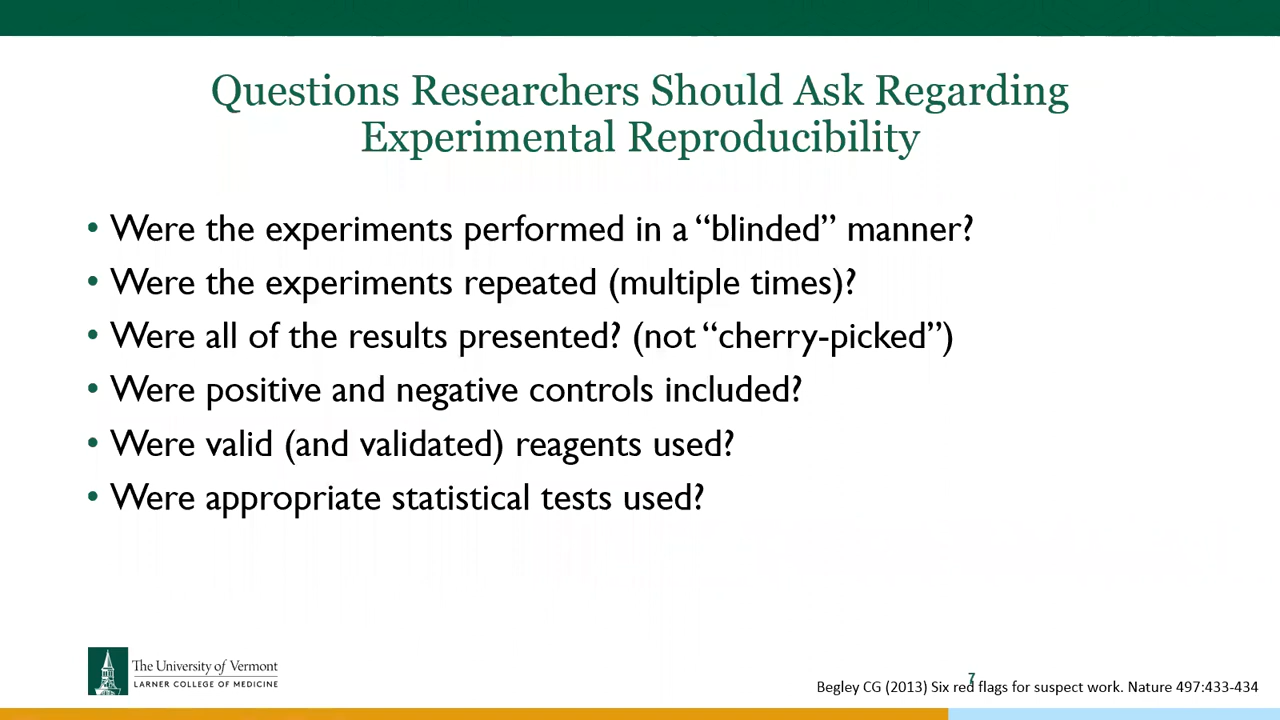 Questions Researchers Should Ask Regarding
Experimental Reproducibility
• Were the experiments performed in a “blinded” manner?
• Were the experiments repeated (multiple times)?
• Were all of the results presented? (not “cherry-picked”)
• Were positive and negative controls included?
• Were valid (and validated) reagents used?
• Were appropriate statistical tests used?
The University of Vermont
LARNER COLLEGE OF MEDICINE
7
Begley CG (2013) Six red flags for suspect work. Nature 497:433-434